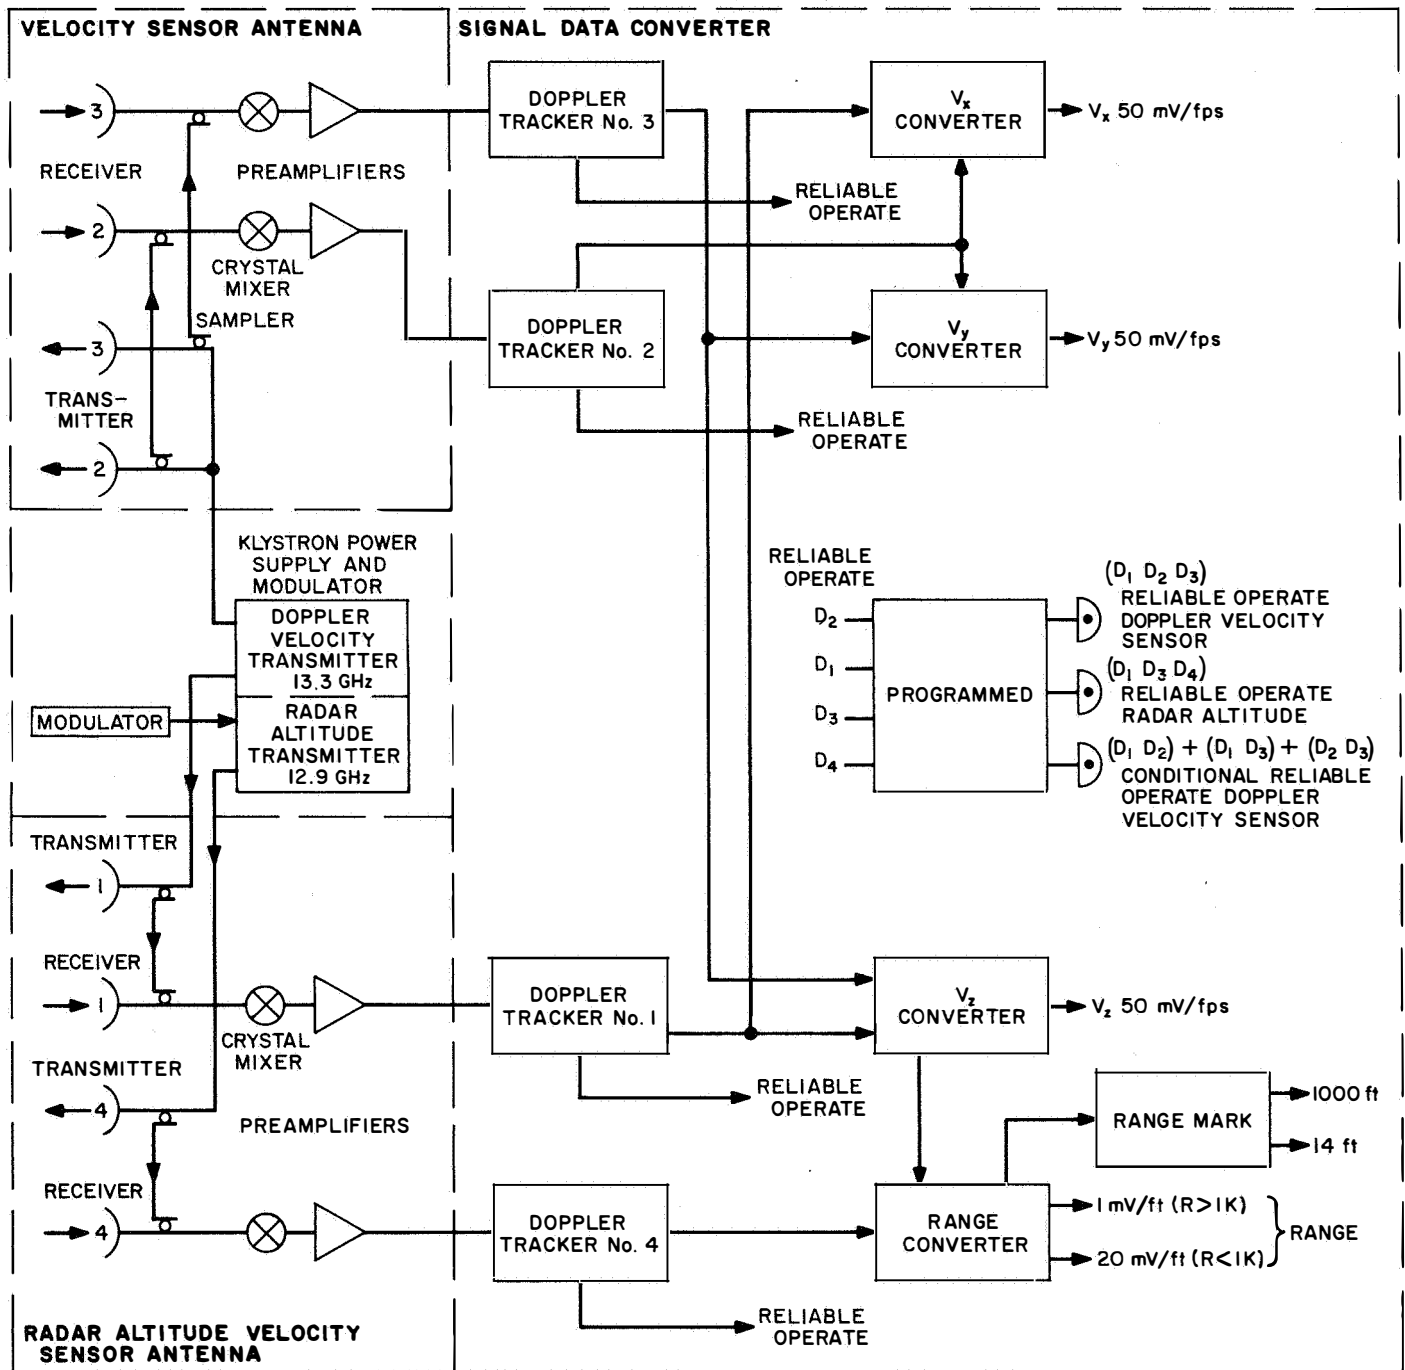 VELOCITY SENSOR ANTENNA
SIGNAL DATA CONVERTER
3
DOPPLER
TRACKER No. 3
Vx
CONVERTER
Vx 50 mV/fps
RECEIVER
PREAMPLIFIERS
RELIABLE
OPERATE
2
CRYSTAL
MIXER
SAMPLER
DOPPLER
TRACKER No. 2
Vy
CONVERTER
Vy 50 mV/fps
3
TRANS-
MITTER
RELIABLE
OPERATE
2
KLYSTRON POWER
SUPPLY AND
MODULATOR
DOPPLER
VELOCITY
TRANSMITTER
13.3 GHz
MODULATOR
RADAR
ALTITUDE
TRANSMITTER
12.9 GHz
RELIABLE
OPERATE
D2
D1
D3
D4
PROGRAMMED
(D1 D2 D3)
RELIABLE OPERATE
DOPPLER VELOCITY
SENSOR
(D1 D3 D4)
RELIABLE OPERATE
RADAR ALTITUDE
(D1 D2) + (D1 D3) + (D2 D3)
CONDITIONAL RELIABLE
OPERATE DOPPLER
VELOCITY SENSOR
TRANSMITTER
1
RECEIVER
1
CRYSTAL
MIXER
DOPPLER
TRACKER No. 1
Vz
CONVERTER
Vz 50 mV/fps
TRANSMITTER
4
RELIABLE
OPERATE
PREAMPLIFIERS
RANGE MARK
1000 ft
14 ft
RECEIVER
4
DOPPLER
TRACKER No. 4
RANGE
CONVERTER
1 mV/ft (R>1K)
20 mV/ft (R<1K)
RANGE
RELIABLE
OPERATE
RADAR ALTITUDE VELOCITY
SENSOR ANTENNA